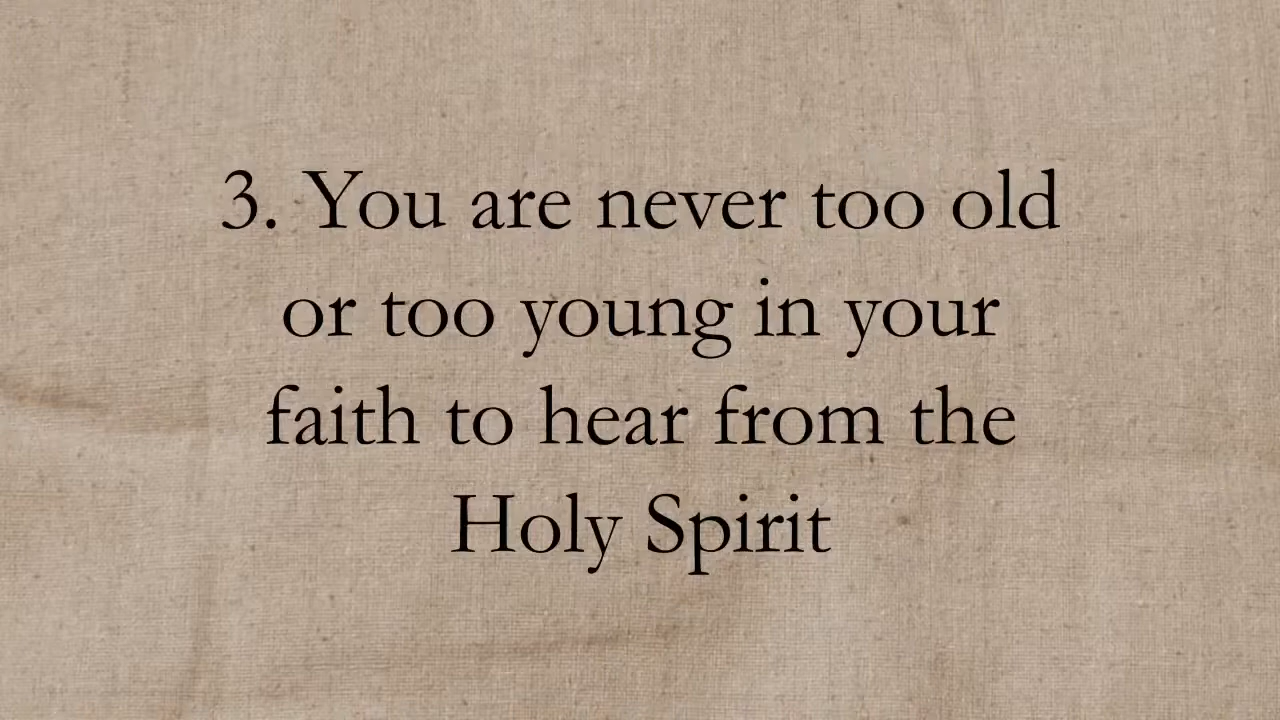 3. You are never too old
or too young in your
faith to hear from the
Holy Spirit